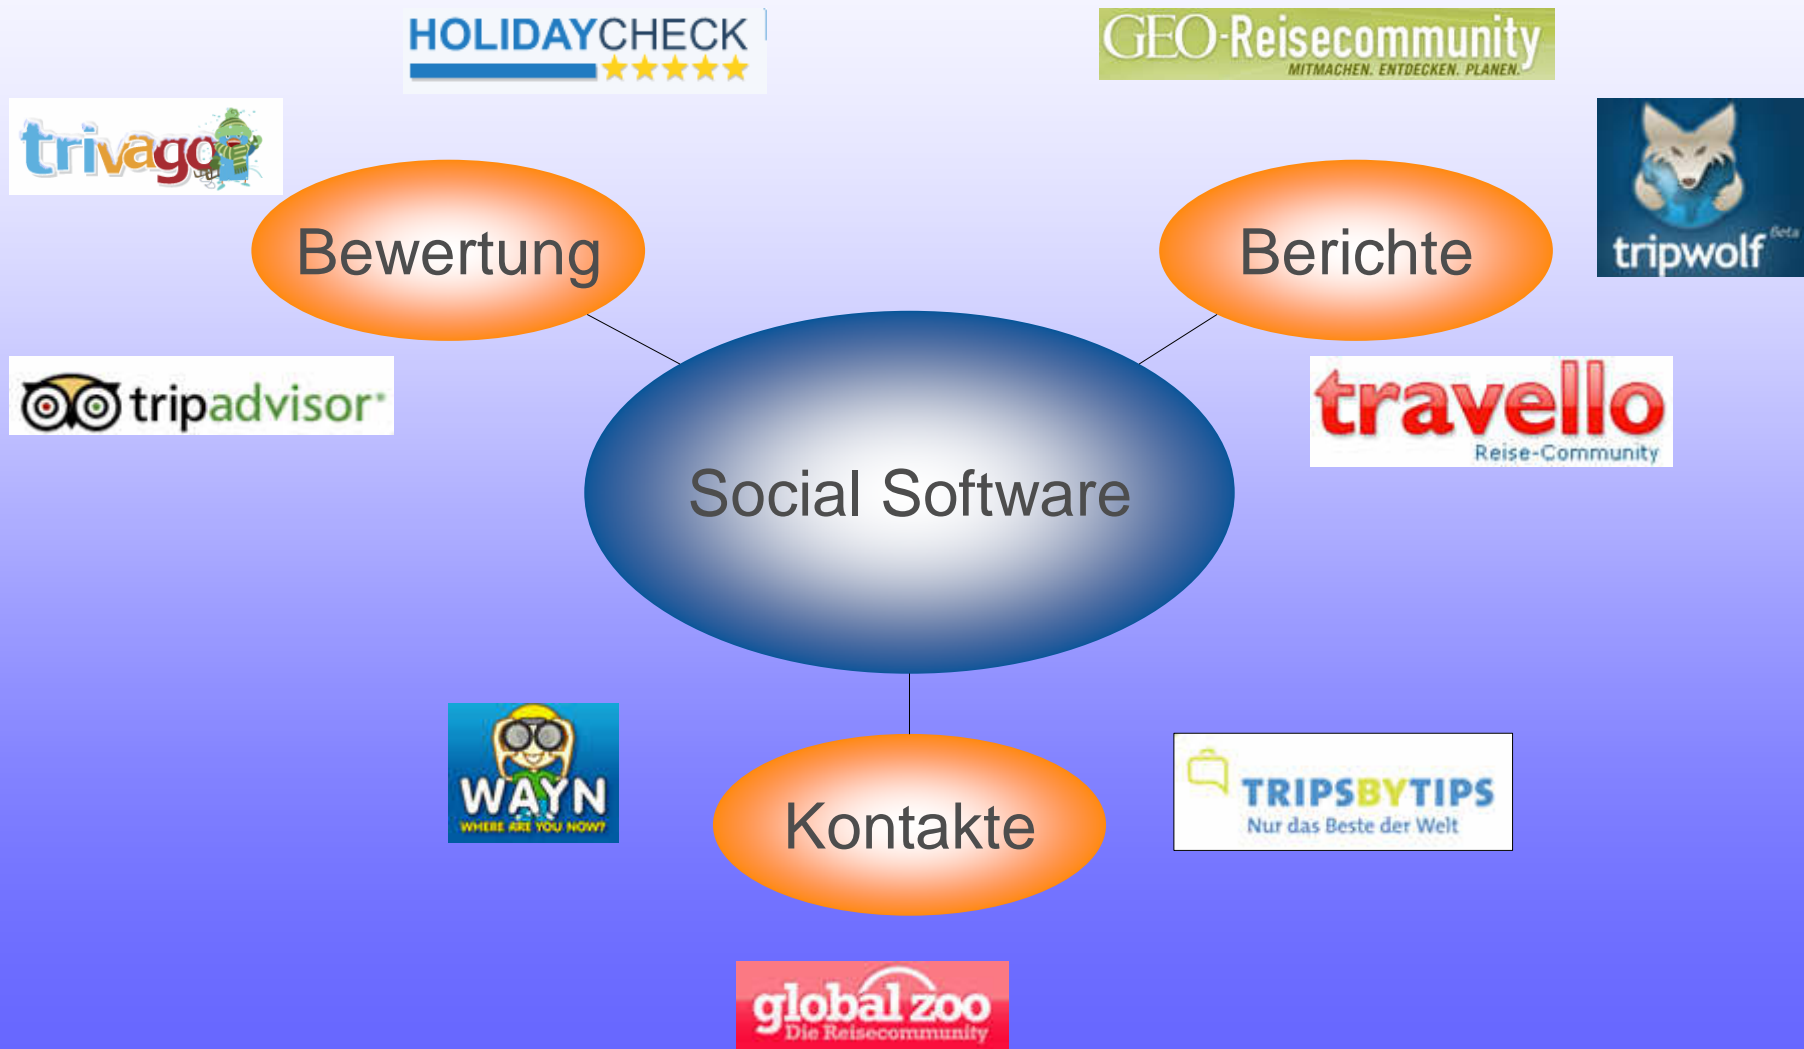 HOLIDAYCHECK
GEO-Reisecommunity
MITMACHEN. ENTDECKEN. PLANEN.
trivago
Bewertung
Berichte
tripwolf Beta
tripadvisor®
travello
Reise-Community
Social Software
WAYN
WHERE ARE YOU NOW?
Kontakte
TRIPSBYTIPS
Nur das Beste der Welt
global zoo
Die Reisecommunity